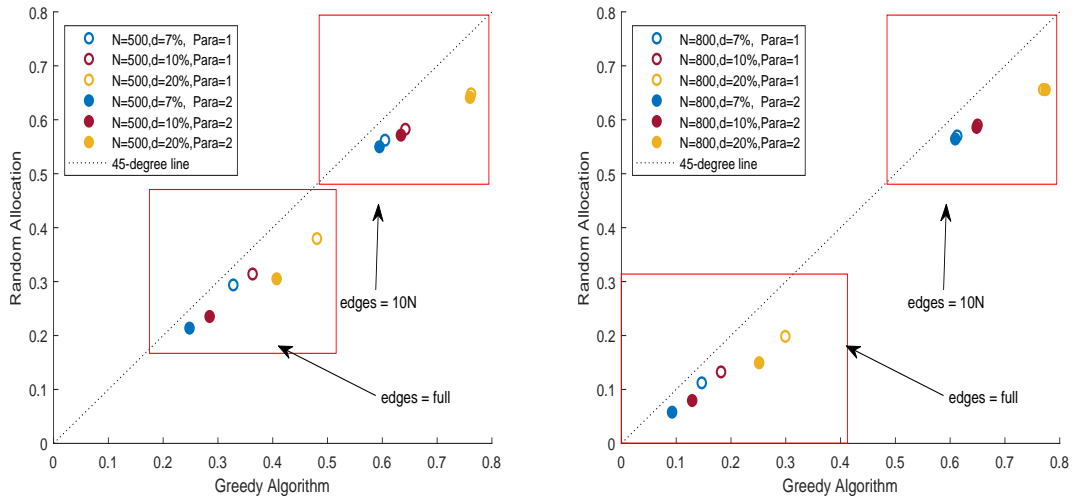 0.8
0.7
0.6
0.5
0.4
0.3
0.2
0.1
0
Random Allocation
N=500,d=7%, Para=1
N=500,d=10%,Para=1
N=500,d=20%,Para=1
N=500,d=7%, Para=2
N=500,d=10%,Para=2
N=500,d=20%,Para=2
45-degree line
edges = 10N
edges = full
0 0.1 0.2 0.3 0.4 0.5 0.6 0.7 0.8
Greedy Algorithm
0.8
0.7
0.6
0.5
0.4
0.3
0.2
0.1
0
Random Allocation
N=800,d=7%, Para=1
N=800,d=10%,Para=1
N=800,d=20%,Para=1
N=800,d=7%, Para=2
N=800,d=10%,Para=2
N=800,d=20%,Para=2
45-degree line
edges = 10N
edges = full
0 0.1 0.2 0.3 0.4 0.5 0.6 0.7 0.8
Greedy Algorithm